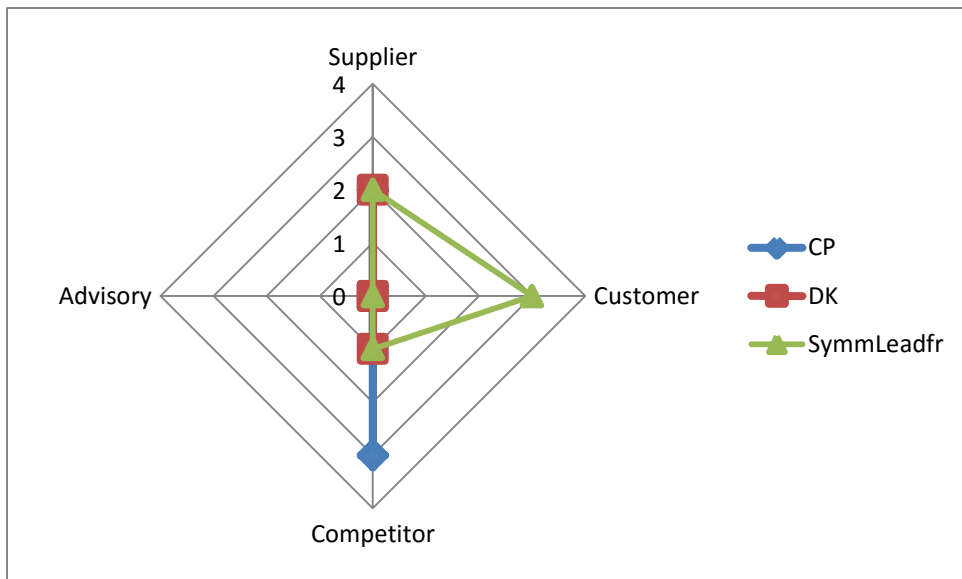 Supplier
4
3
2
1
0
Advisory
Customer
Competitor
CP
DK
SymmLeadfr